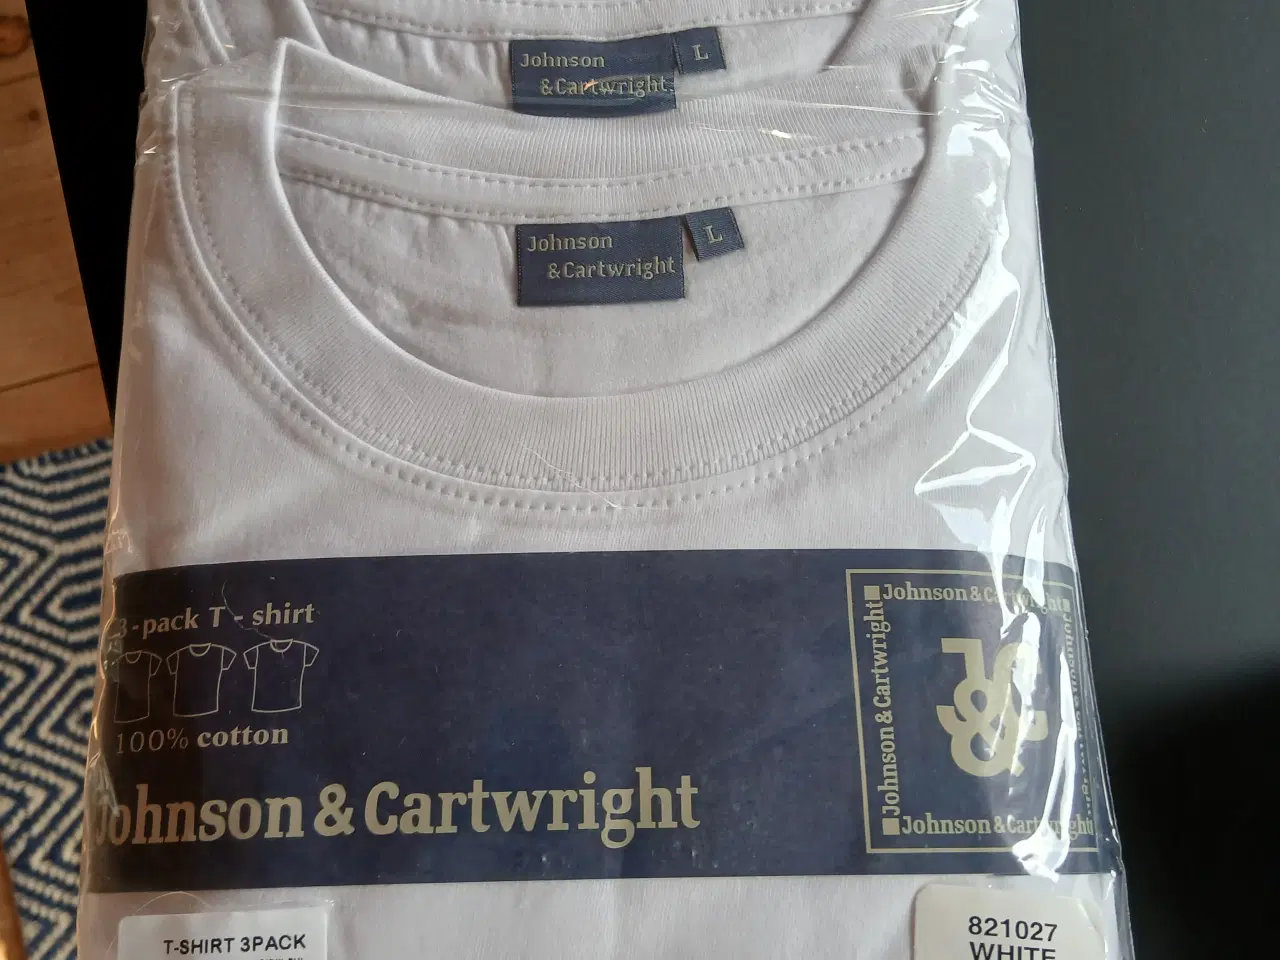 Johnson
&Cartwright
L
Johnson
&Cartwright
L
3-pack T - shirt
100% cotton
Johnson & Cartwright
Johnson&Cartwright
Johnson&Cartwright
J&C
Johnson&Cartwright
T-SHIRT 3PACK
821027
WHITE